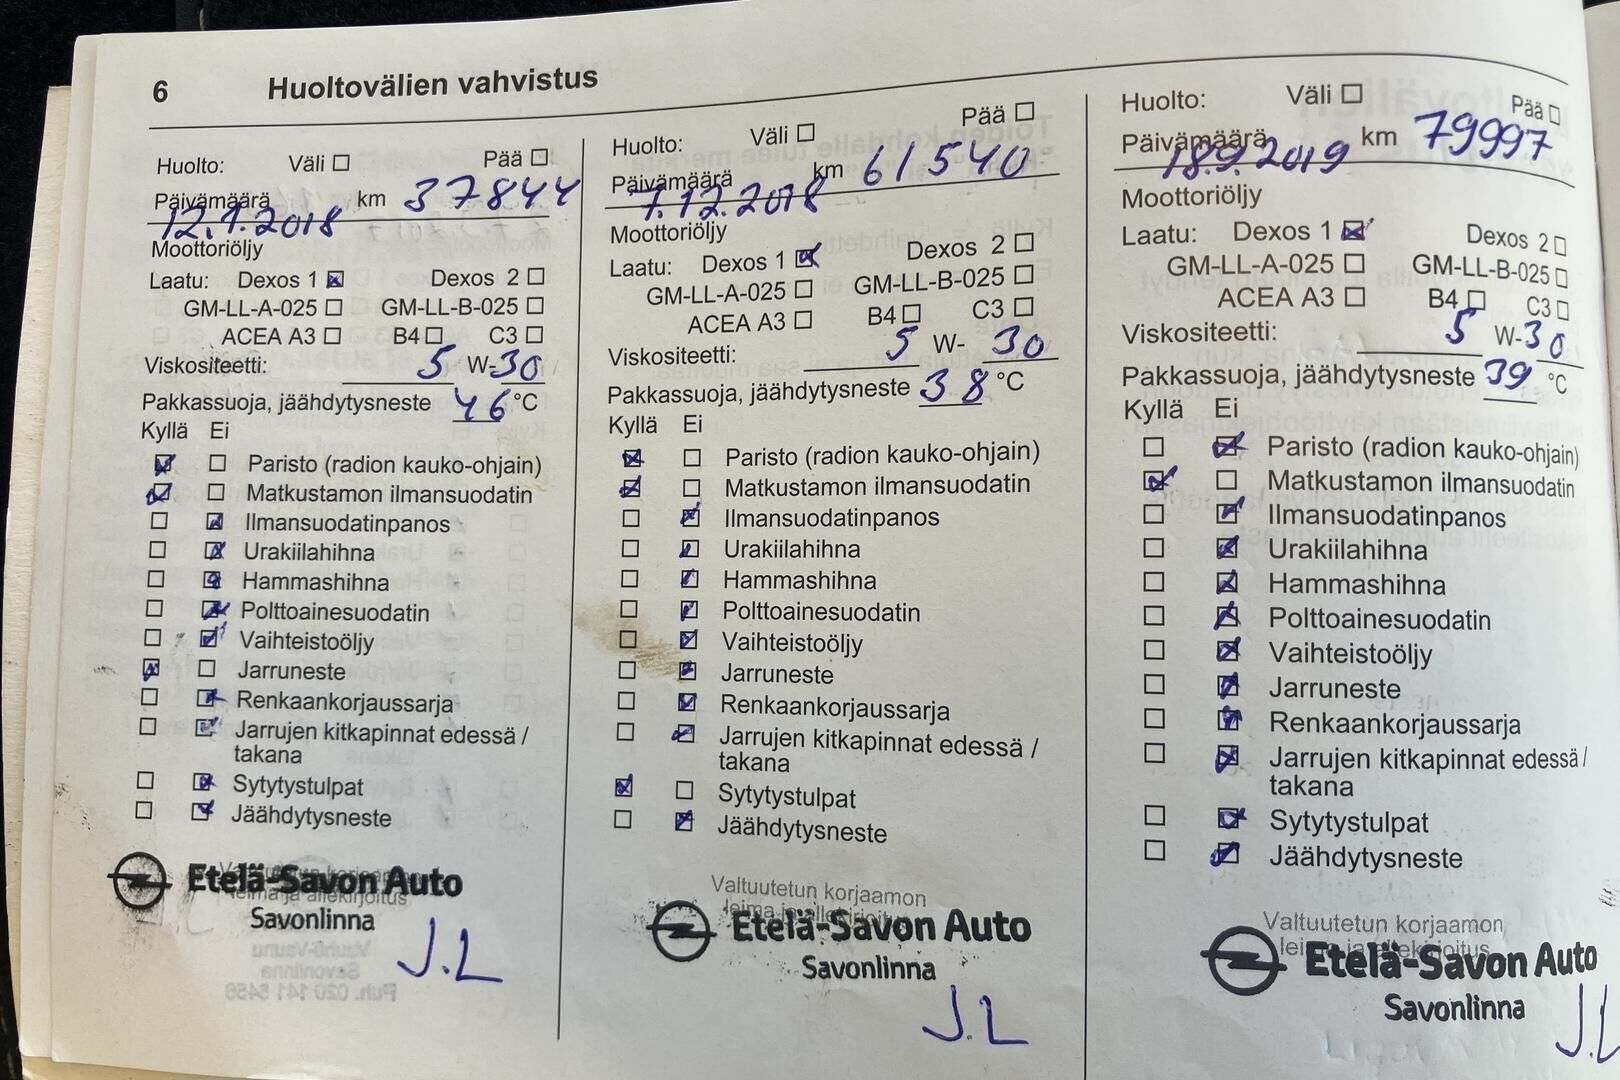 6 Huoltovälien vahvistus
Huolto: Väli Pää
Päivämäärä 12.1.2018 km 37844
Moottoriöljy
Laatu: Dexos 1 Dexos 2
GM-LL-A-025 GM-LL-B-025
ACEA A3 B4 C3
Viskositeetti: 5 W-30
Pakkassuoja, jäähdytysneste 46 °C
Kyllä Ei
Paristo (radion kauko-ohjain)
Matkustamon ilmansuodatin
Ilmansuodatinpanos
Urakiilahihna
Hammashihna
Polttoainesuodatin
Vaihteistoöljy
Jarruneste
Renkaankorjaussarja
Jarrujen kitkapinnat edessä /
takana
Sytytystulpat
Jäähdytysneste
Etelä-Savon Auto
leima ja allekirjoitus
Savonlinna
J.L
Huolto: Väli Pää
Päivämäärä 7.12.2018 km 61540
Moottoriöljy
Laatu: Dexos 1 Dexos 2
GM-LL-A-025 GM-LL-B-025
ACEA A3 B4 C3
Viskositeetti: 5 W- 30
Pakkassuoja, jäähdytysneste 38 °C
Kyllä Ei
Paristo (radion kauko-ohjain)
Matkustamon ilmansuodatin
Ilmansuodatinpanos
Urakiilahihna
Hammashihna
Polttoainesuodatin
Vaihteistoöljy
Jarruneste
Renkaankorjaussarja
Jarrujen kitkapinnat edessä /
takana
Sytytystulpat
Jäähdytysneste
Valtuutetun korjaamon
leima ja allekirjoitus
Etelä-Savon Auto
Savonlinna
J.L
Huolto: Väli Pää
Päivämäärä 18.9.2019 km 79997
Moottoriöljy
Laatu: Dexos 1 Dexos 2
GM-LL-A-025 GM-LL-B-025
ACEA A3 B4 C3
Viskositeetti: 5 W-30
Pakkassuoja, jäähdytysneste 39 °C
Kyllä Ei
Paristo (radion kauko-ohjain)
Matkustamon ilmansuodatin
Ilmansuodatinpanos
Urakiilahihna
Hammashihna
Polttoainesuodatin
Vaihteistoöljy
Jarruneste
Renkaankorjaussarja
Jarrujen kitkapinnat edessä /
takana
Sytytystulpat
Jäähdytysneste
Valtuutetun korjaamon
leima ja allekirjoitus
Etelä-Savon Auto
Savonlinna
J.L